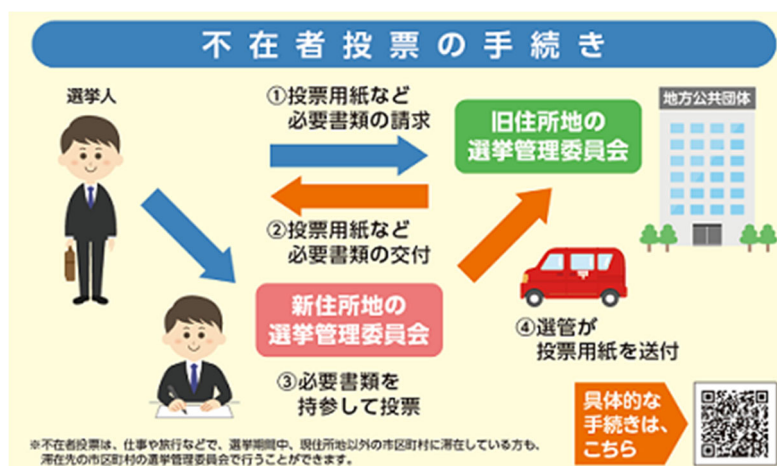 不在者投票の手続き
選挙人
①投票用紙など
必要書類の請求
旧住所地の
選挙管理委員会
地方公共団体
②投票用紙など
必要書類の交付
新住所地の
選挙管理委員会
③必要書類を
持参して投票
④選管が
投票用紙を送付
具体的な
手続きは、
こちら
※不在者投票は、仕事や旅行などで、選挙期間中、現住所地以外の市区町村に滞在している方も、
滞在先の市区町村の選挙管理委員会で行うことができます。